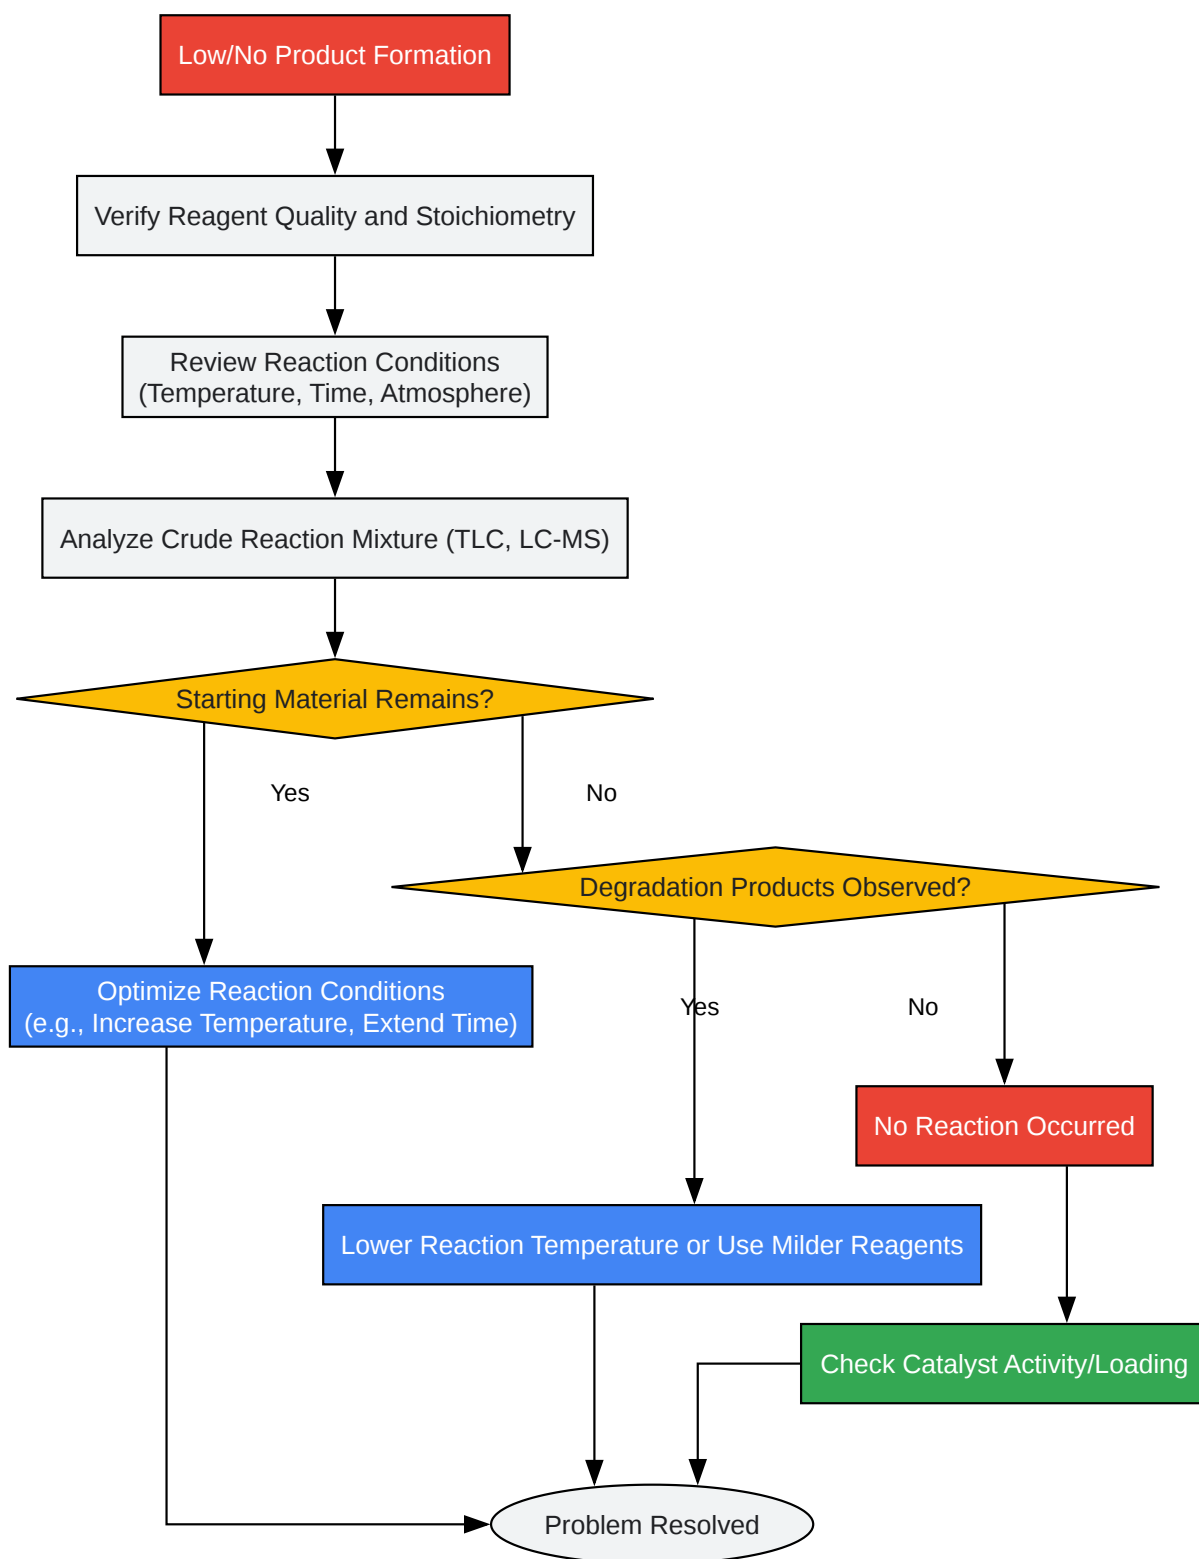 Low/No Product Formation
Verify Reagent Quality and Stoichiometry
Review Reaction Conditions
(Temperature, Time, Atmosphere)
Analyze Crude Reaction Mixture (TLC, LC-MS)
Starting Material Remains?
Yes
No
Degradation Products Observed?
Optimize Reaction Conditions
(e.g., Increase Temperature, Extend Time)
Yes
No
No Reaction Occurred
Lower Reaction Temperature or Use Milder Reagents
Check Catalyst Activity/Loading
Problem Resolved